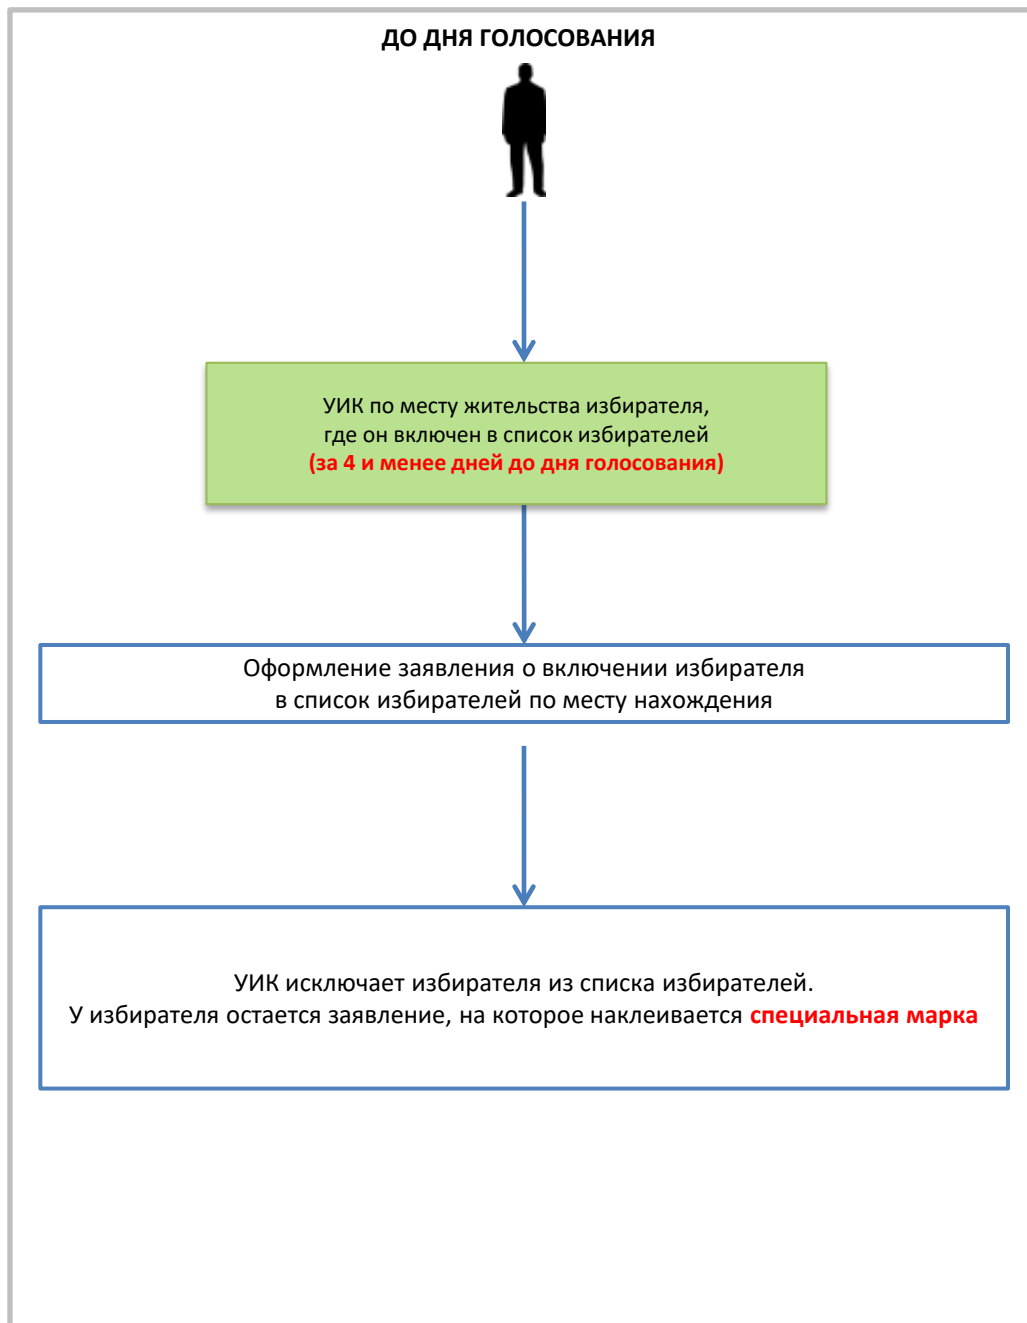 ДО ДНЯ ГОЛОСОВАНИЯ
УИК по месту жительства избирателя,
где он включен в список избирателей
(за 4 и менее дней до дня голосования)
Оформление заявления о включении избирателя
в список избирателей по месту нахождения
УИК исключает избирателя из списка избирателей.
У избирателя остается заявление, на которое наклеивается специальная марка